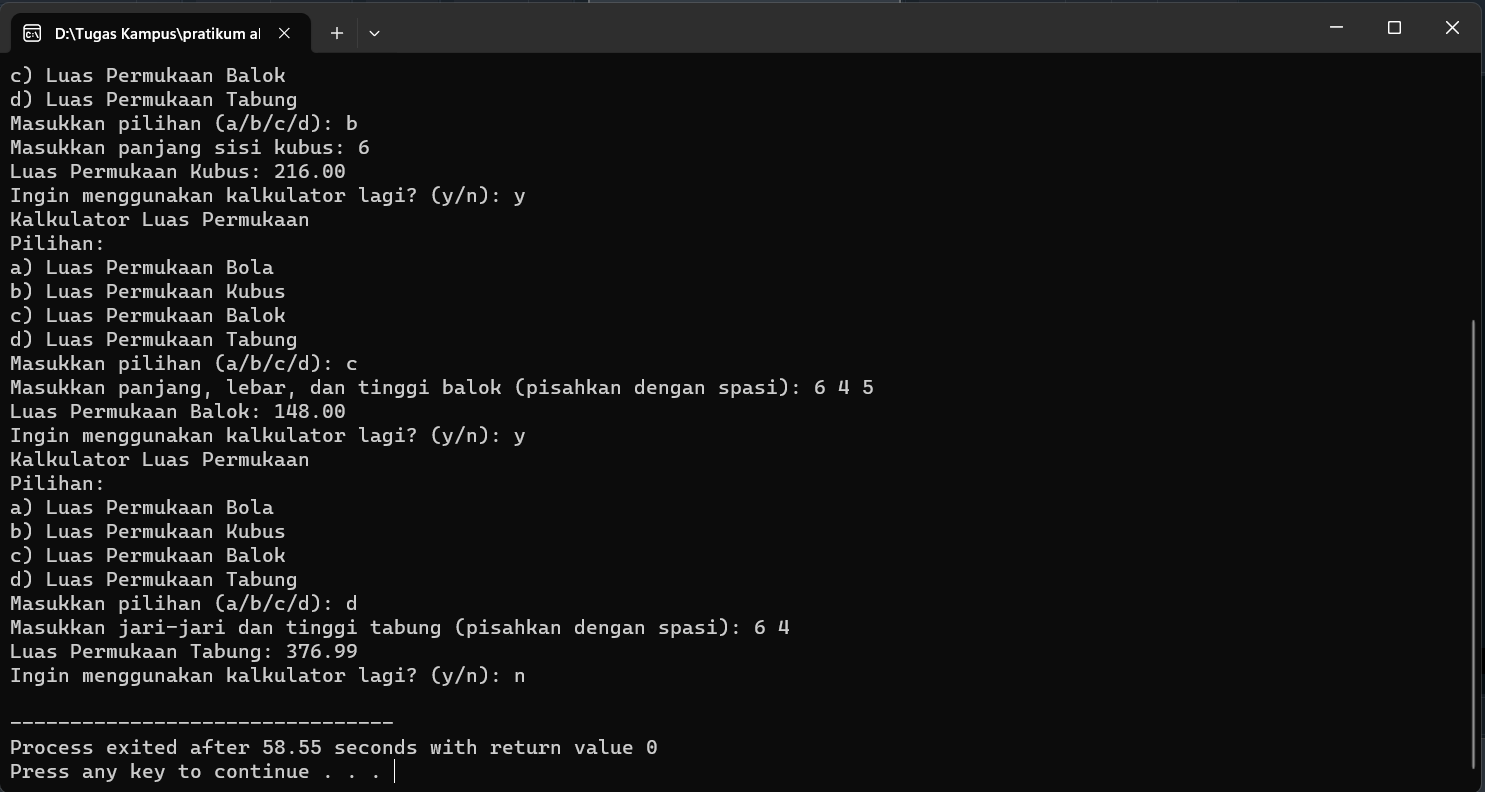 D:\Tugas Kampus\pratikum al
c) Luas Permukaan Balok
d) Luas Permukaan Tabung
Masukkan pilihan (a/b/c/d): b
Masukkan panjang sisi kubus: 6
Luas Permukaan Kubus: 216.00
Ingin menggunakan kalkulator lagi? (y/n): y
Kalkulator Luas Permukaan
Pilihan:
a) Luas Permukaan Bola
b) Luas Permukaan Kubus
c) Luas Permukaan Balok
d) Luas Permukaan Tabung
Masukkan pilihan (a/b/c/d): c
Masukkan panjang, lebar, dan tinggi balok (pisahkan dengan spasi): 6 4 5
Luas Permukaan Balok: 148.00
Ingin menggunakan kalkulator lagi? (y/n): y
Kalkulator Luas Permukaan
Pilihan:
a) Luas Permukaan Bola
b) Luas Permukaan Kubus
c) Luas Permukaan Balok
d) Luas Permukaan Tabung
Masukkan pilihan (a/b/c/d): d
Masukkan jari-jari dan tinggi tabung (pisahkan dengan spasi): 6 4
Luas Permukaan Tabung: 376.99
Ingin menggunakan kalkulator lagi? (y/n): n
--------------------------------
Process exited after 58.55 seconds with return value 0
Press any key to continue . . .